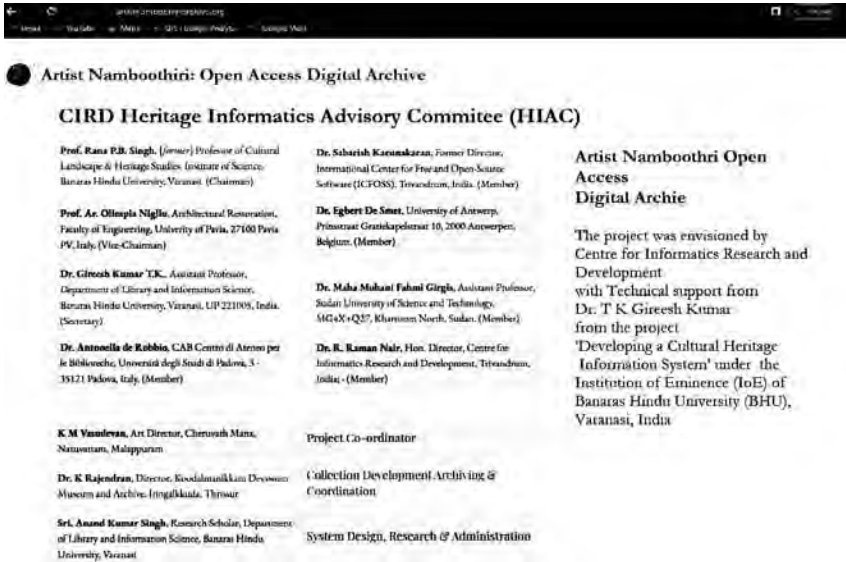 Artist Namboothiri: Open Access Digital Archive
CIRD Heritage Informatics Advisory Commitee (HIAC)
Prof. Rana P.B. Singh, (former) Professor of Cultural
Landscape & Heritage Studies, Institute of Science,
Banaras Hindu University, Varanasi. (Chairman)
Prof. Ar. Olimpia Niglio, Architectural Restoration,
Faculty of Engineering, Univerity of Pavia, 27100 Pavia
PV, Italy. (Vice-Chairman)
Dr. Gireesh Kumar T.K., Assistant Professor,
Department of Library and Information Science,
Banaras Hindu University, Varanasi, UP 221005, India.
(Secretary)
Dr. Antonella de Robbio, CAB Centro di Ateneo per
le Biblioteche, Università degli Studi di Padova, 3 -
35121 Padova, Italy. (Member)
Dr. Sabarish Karunakaran, Former Director,
International Center for Free and Open Source
Software (ICFOSS), Trivandrum, India. (Member)
Dr. Egbert De Smet, University of Antwerp,
Prinsstraat Gratiekapelstraat 10, 2000 Antwerpen,
Belgium. (Member)
Dr. Maha Muhani Fahmi Girgis, Assistant Professor,
Sudan University of Science and Technology,
MG4X+Q27, Khartoum North, Sudan. (Member)
Dr. R. Raman Nair, Hon. Director, Centre for
Informatics Research and Development, Trivandrum,
India; - (Member)
Artist Namboothri Open
Access
Digital Archie
The project was envisioned by
Centre for Informatics Research and
Development
with Technical support from
Dr. T K Gireesh Kumar
from the project
'Developing a Cultural Heritage
Information System' under the
Institution of Eminence (IoE) of
Banaras Hindu University (BHU),
Varanasi, India
K M Vasudevan, Art Director, Cheruvath Mana,
Naduvattam, Malappuram
Project Co-ordinator
Dr. K Rajendran, Director, Koodalmanikkam Devswom
Museum and Archive, Iringalkkuda, Thrissur
Collection Development Archiving &
Coordination
Sri. Anand Kumar Singh, Research Scholar, Department
of Library and Information Science, Banaras Hindu
University, Varanasi
System Design, Research & Administration